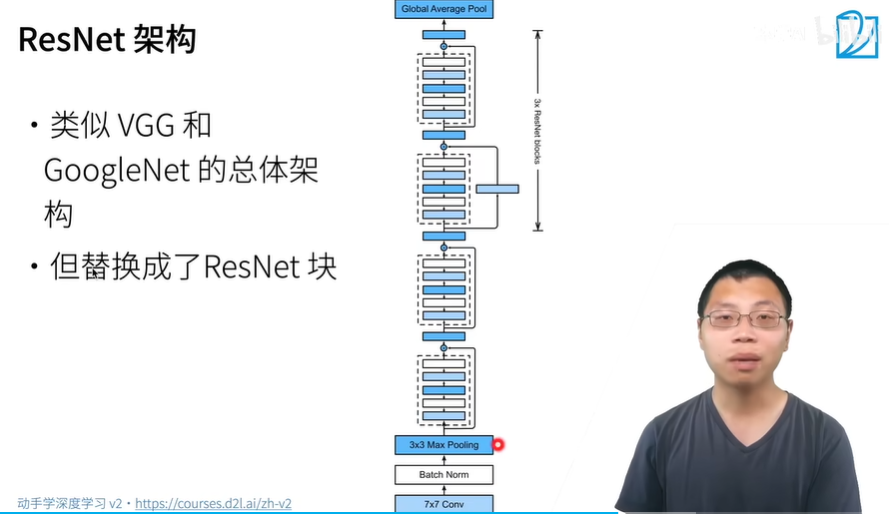 ResNet 架构
· 类似 VGG 和
GoogleNet 的总体架
构
· 但替换成了ResNet 块
Global Average Pool
3x ResNet blocks
3x3 Max Pooling
Batch Norm
7x7 Conv
动手学深度学习 v2 · https://courses.d2l.ai/zh-v2